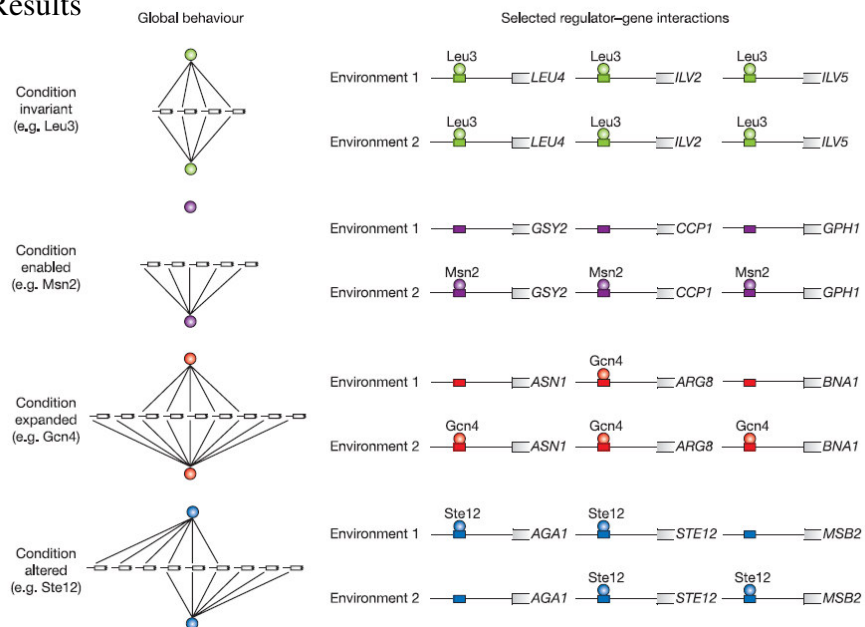 Results
Global behaviour
Selected regulator–gene interactions
Condition
invariant
(e.g. Leu3)
Leu3 Leu3 Leu3
Environment 1 LEU4 ILV2 ILV5
Leu3 Leu3 Leu3
Environment 2 LEU4 ILV2 ILV5
Condition
enabled
(e.g. Msn2)
Environment 1 GSY2 CCP1 GPH1
Msn2 Msn2 Msn2
Environment 2 GSY2 CCP1 GPH1
Condition
expanded
(e.g. Gcn4)
Gcn4
Environment 1 ASN1 ARG8 BNA1
Gcn4 Gcn4 Gcn4
Environment 2 ASN1 ARG8 BNA1
Condition
altered
(e.g. Ste12)
Ste12 Ste12
Environment 1 AGA1 STE12 MSB2
Ste12 Ste12
Environment 2 AGA1 STE12 MSB2